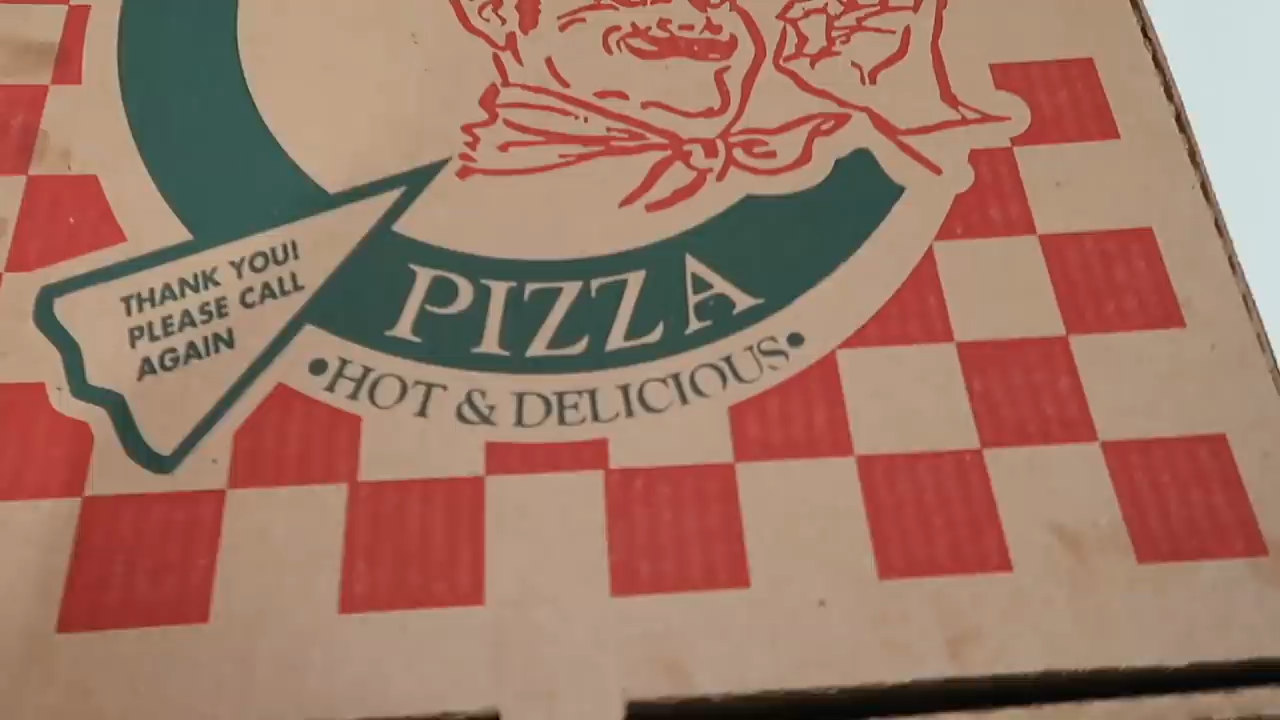 THANK YOU!
PLEASE CALL
AGAIN
PIZZA
•HOT & DELICIOUS•